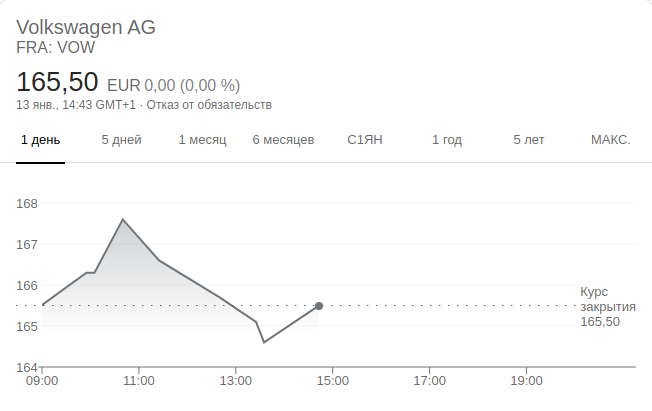 Volkswagen AG
FRA: VOW
165,50 EUR 0,00 (0,00 %)
13 янв., 14:43 GMT+1 · Отказ от обязательств
1 день 5 дней 1 месяц 6 месяцев С1ЯН 1 год 5 лет МАКС.
168
167
166
Курс
закрытия
165,50
165
164
09:00 11:00 13:00 15:00 17:00 19:00